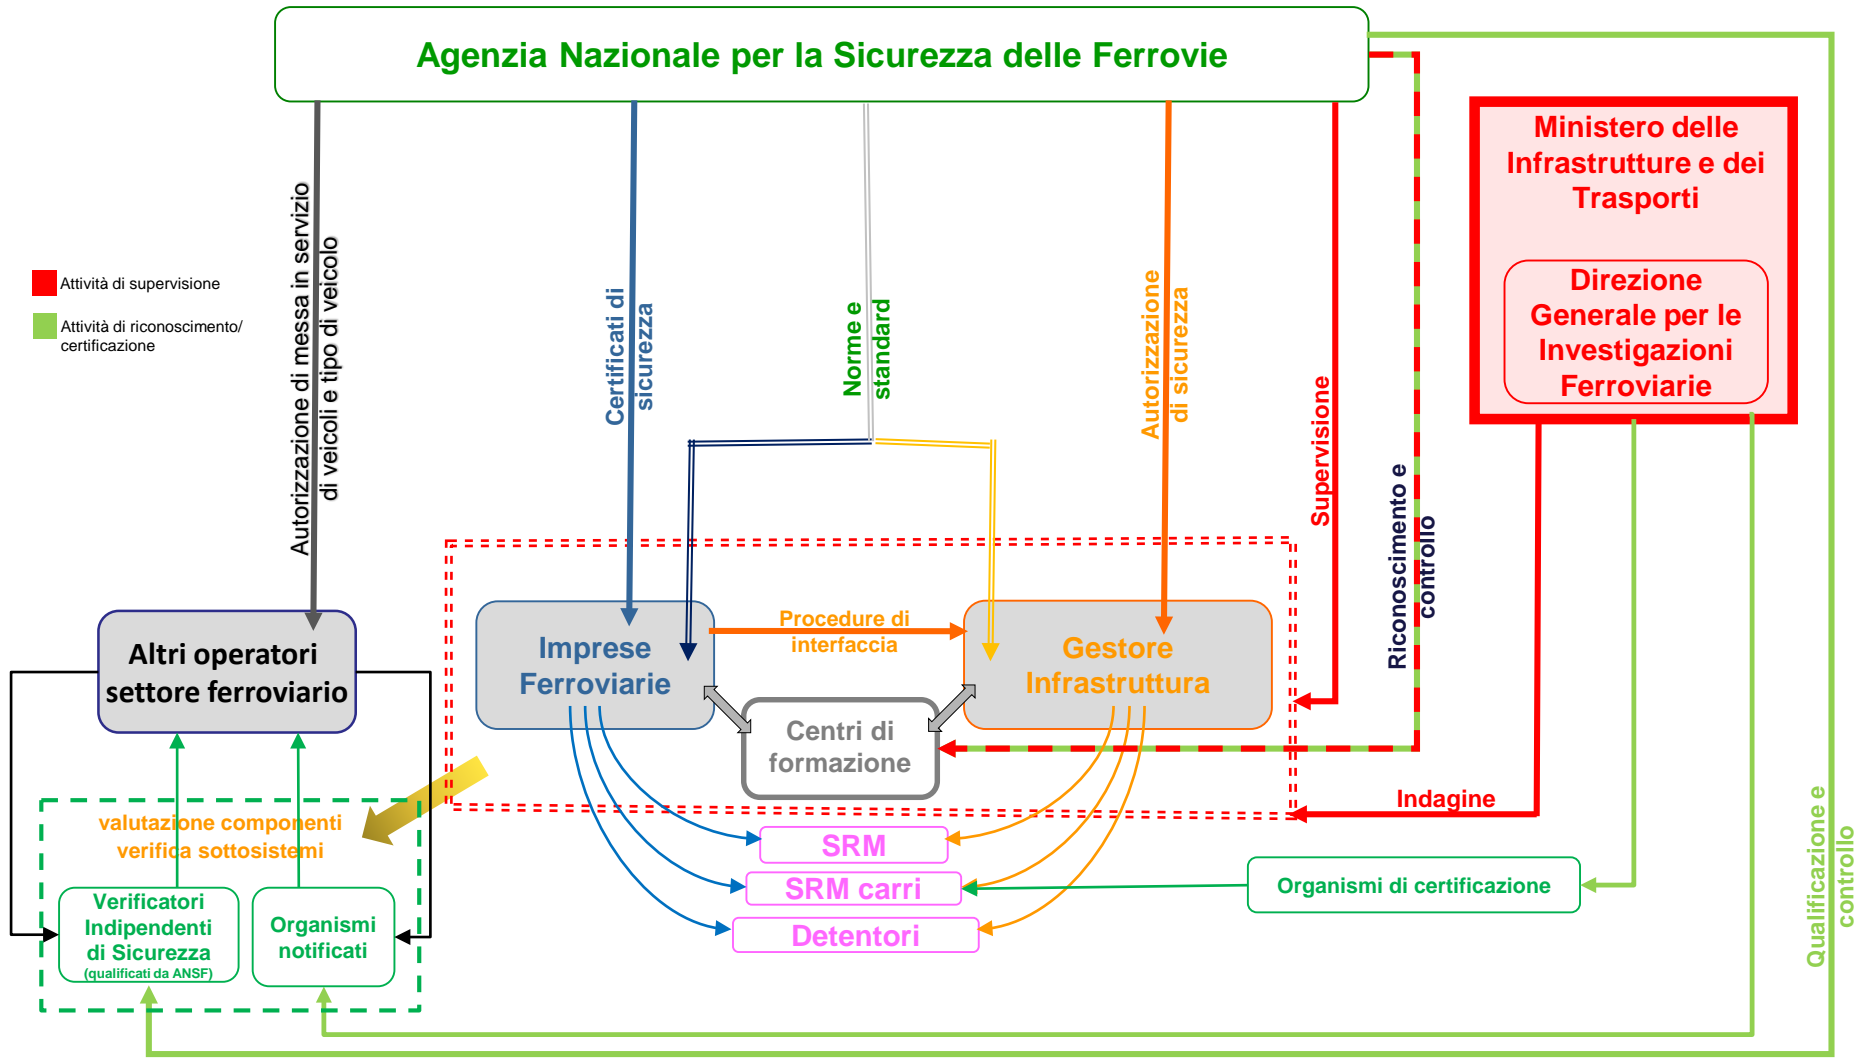 Agenzia Nazionale per la Sicurezza delle Ferrovie
Ministero delle
Infrastrutture e dei
Trasporti
Direzione
Generale per le
Investigazioni
Ferroviarie
Attività di supervisione
Attività di riconoscimento/
certificazione
Autorizzazione di messa in servizio
di veicoli e tipo di veicolo
Certificati di
sicurezza
Norme e
standard
Autorizzazione
di sicurezza
Supervisione
Riconoscimento e
controllo
Altri operatori
settore ferroviario
Imprese
Ferroviarie
Procedure di
interfaccia
Gestore
Infrastruttura
Centri di
formazione
Indagine
valutazione componenti
verifica sottosistemi
SRM
SRM carri
Detentori
Organismi di certificazione
Verificatori
Indipendenti
di Sicurezza
(qualificati da ANSF)
Organismi
notificati
Qualificazione e
controllo